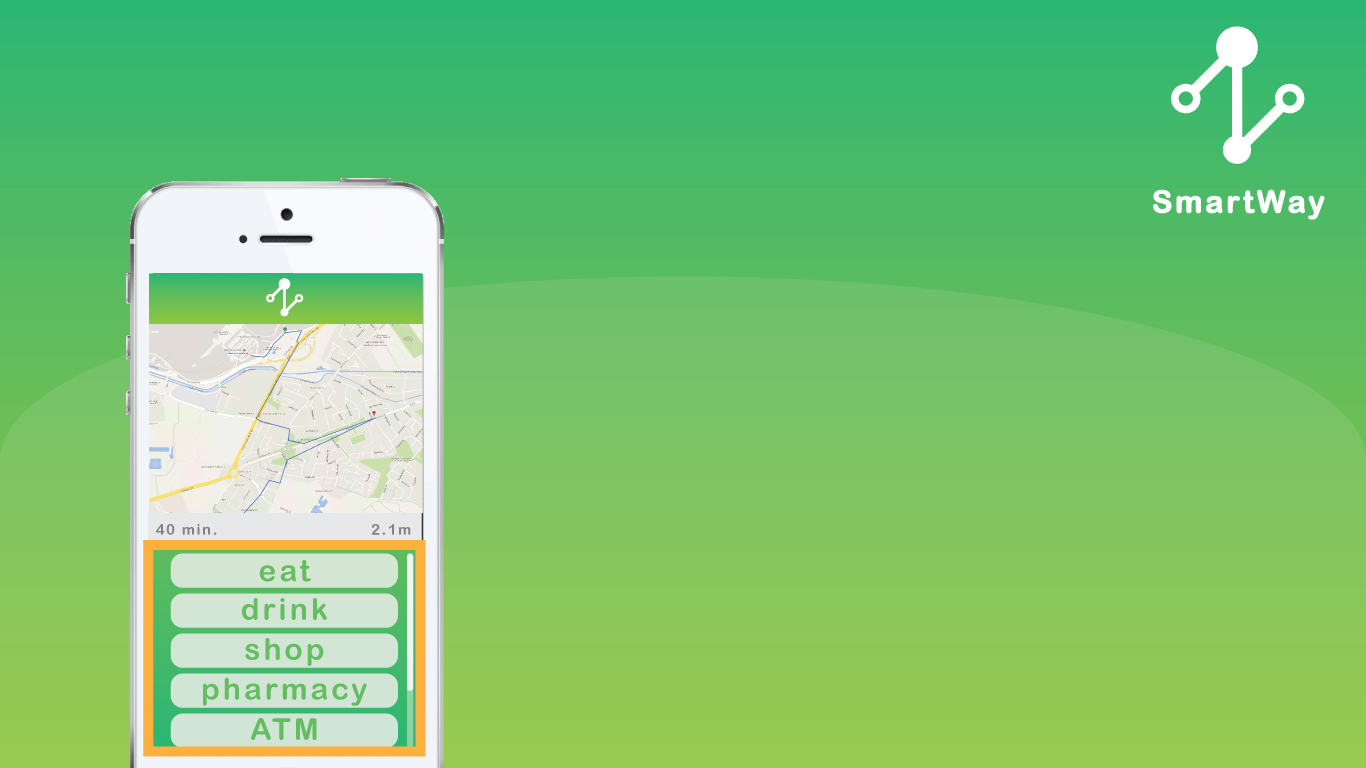 SmartWay
40 min. 2.1m
eat
drink
shop
pharmacy
ATM